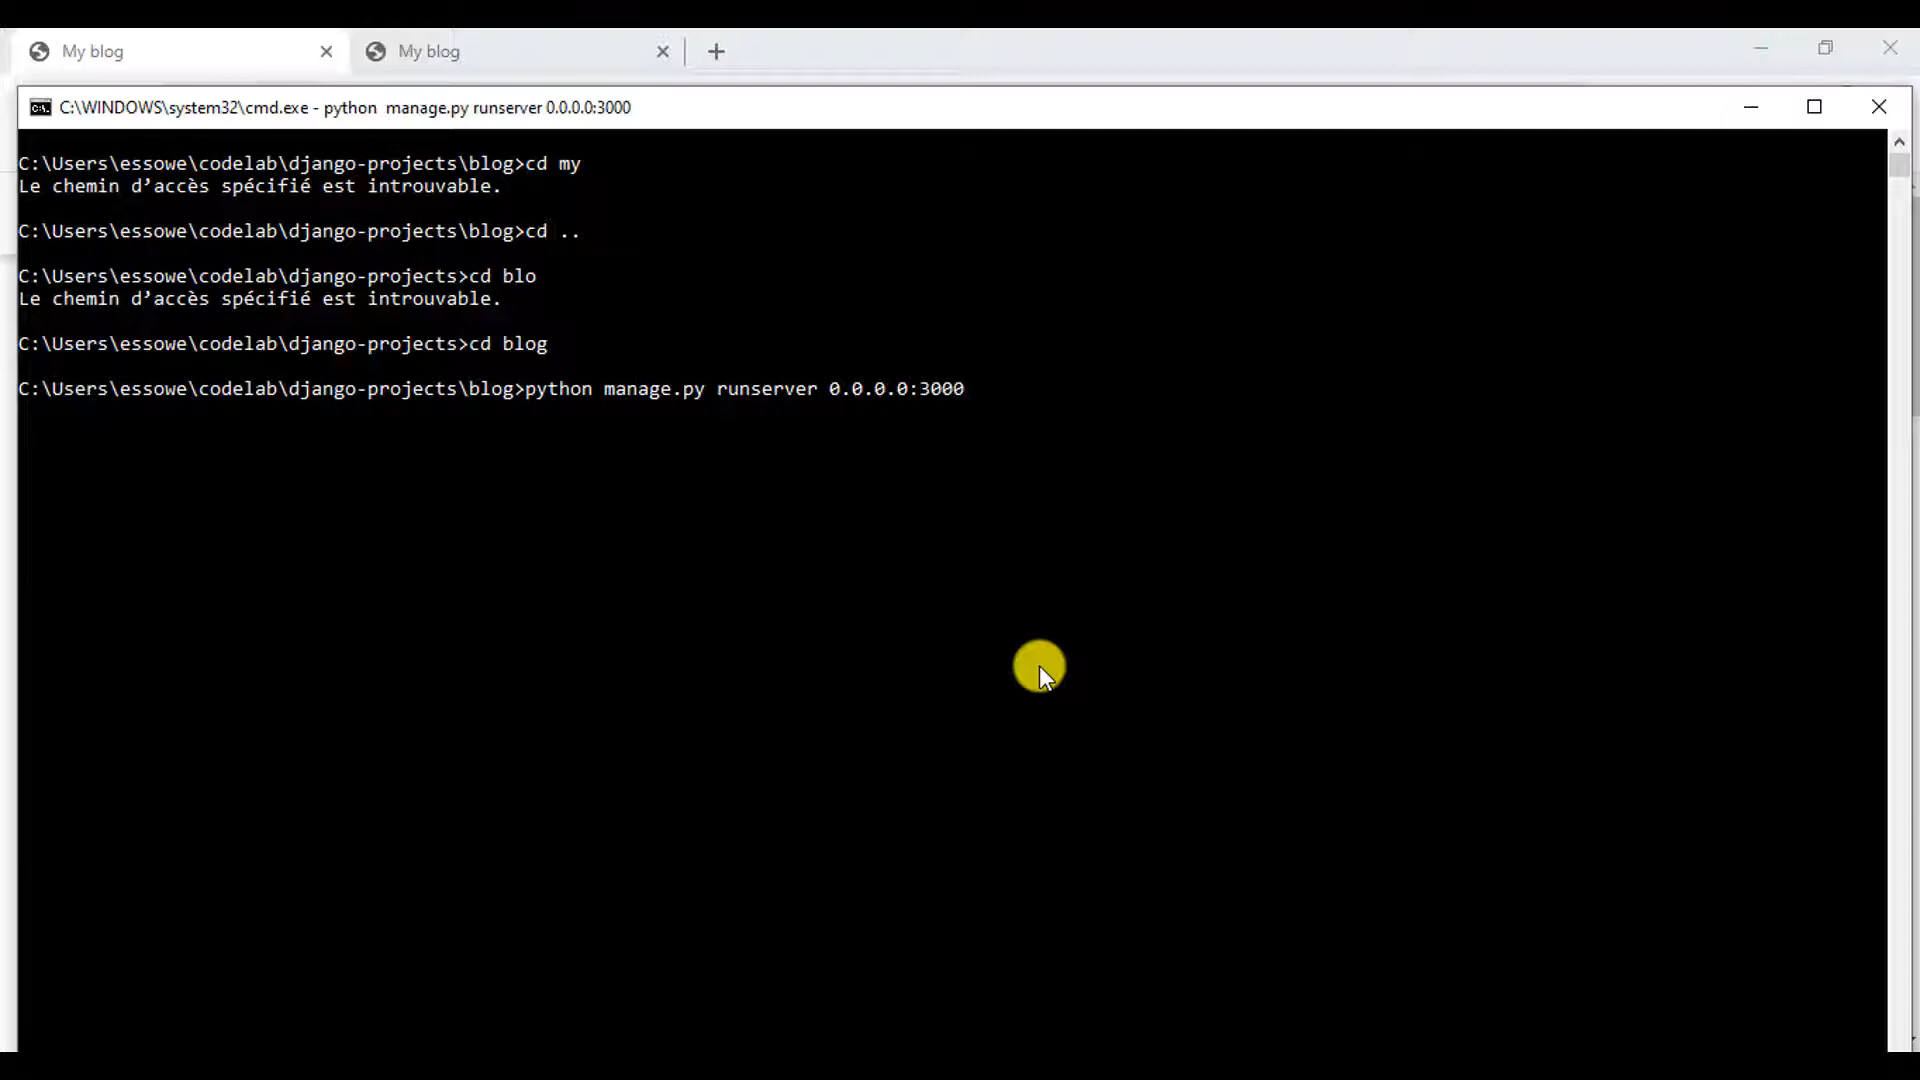 My blog
My blog
C:\WINDOWS\system32\cmd.exe - python  manage.py runserver 0.0.0.0:3000
C:\Users\essowe\codelab\django-projects\blog>cd my
Le chemin d’accès spécifié est introuvable.
C:\Users\essowe\codelab\django-projects\blog>cd ..
C:\Users\essowe\codelab\django-projects>cd blo
Le chemin d’accès spécifié est introuvable.
C:\Users\essowe\codelab\django-projects>cd blog
C:\Users\essowe\codelab\django-projects\blog>python manage.py runserver 0.0.0.0:3000